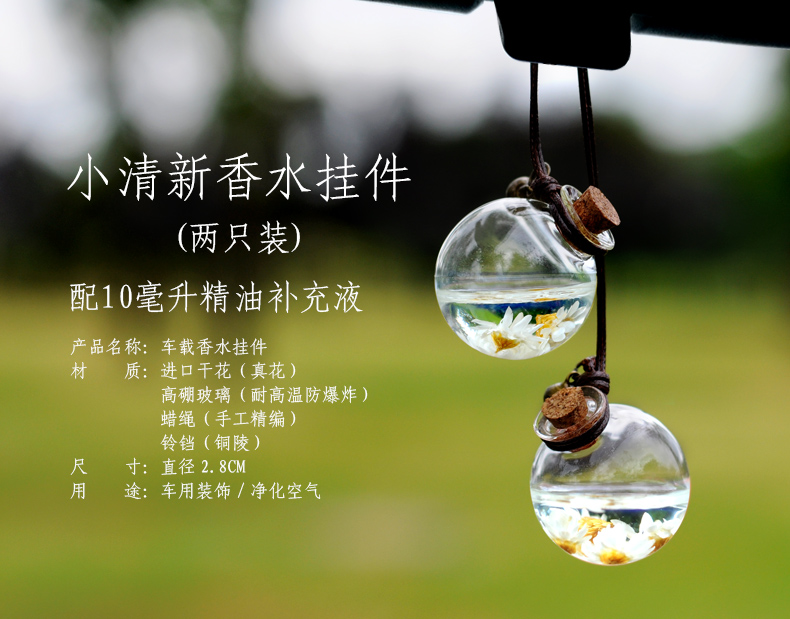 小清新香水挂件
(两只装)
配10毫升精油补充液
产品名称: 车载香水挂件
材 质: 进口干花(真花)
高硼玻璃(耐高温防爆炸)
蜡绳(手工精编)
铃铛(铜陵)
尺 寸: 直径2.8CM
用 途: 车用装饰/净化空气